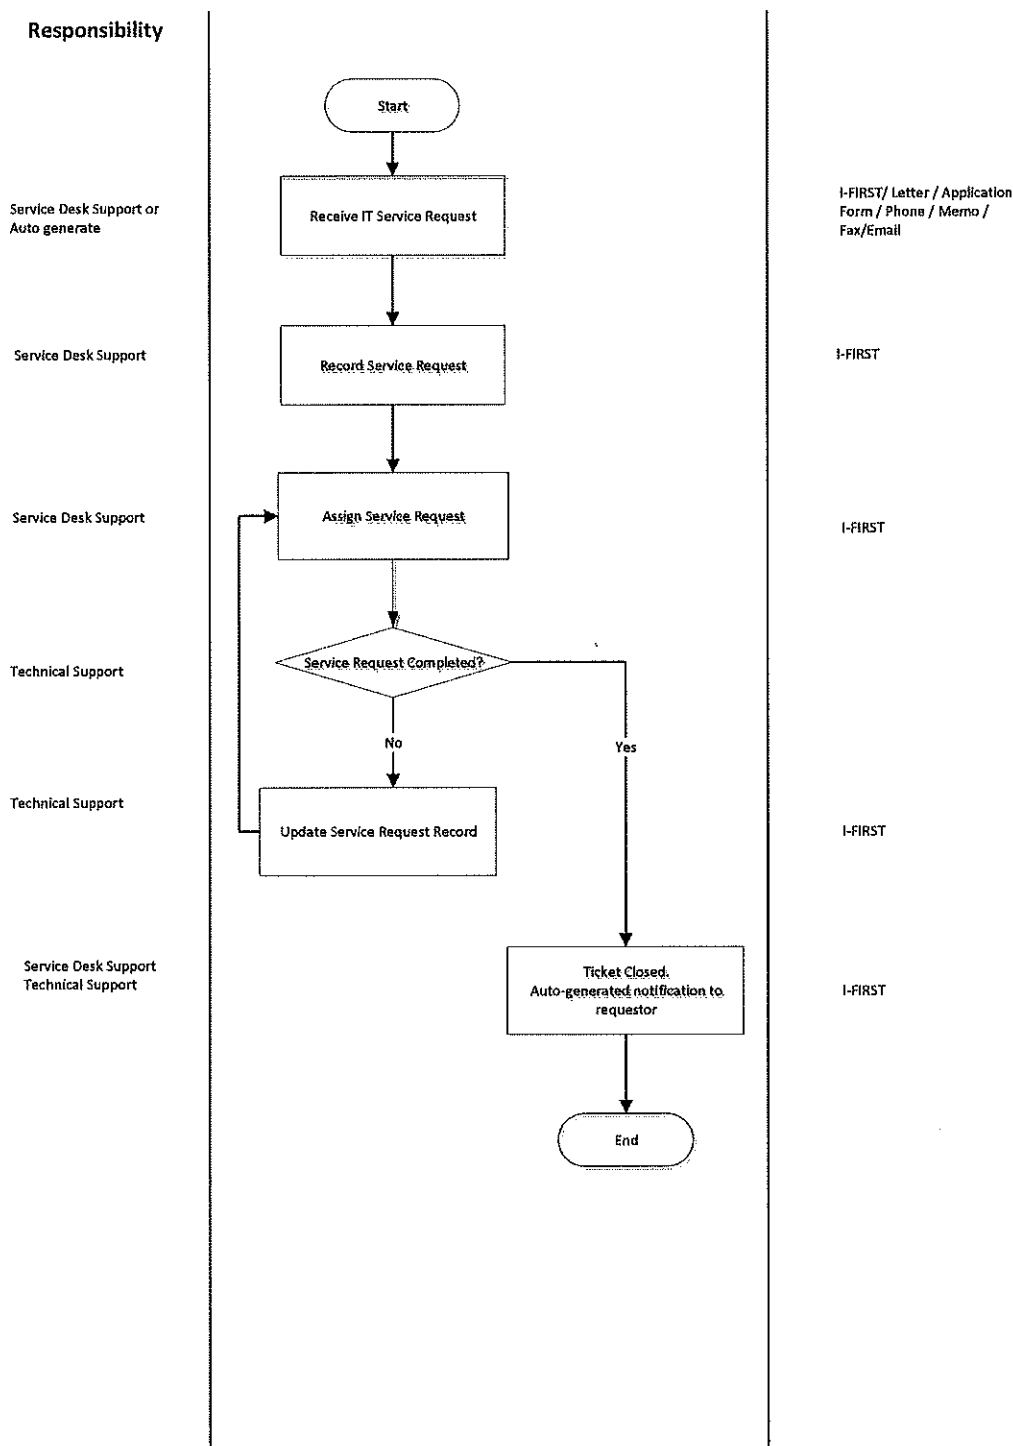 Responsibility
Start
Service Desk Support or
Auto generate
Receive IT Service Request
I-FIRST/ Letter / Application
Form / Phone / Memo /
Fax/Email
Service Desk Support
Record Service Request
I-FIRST
Service Desk Support
Assign Service Request
I-FIRST
Technical Support
Service Request Completed?
No
Yes
Technical Support
Update Service Request Record
I-FIRST
Service Desk Support
Technical Support
Ticket Closed.
Auto-generated notification to
requestor
I-FIRST
End